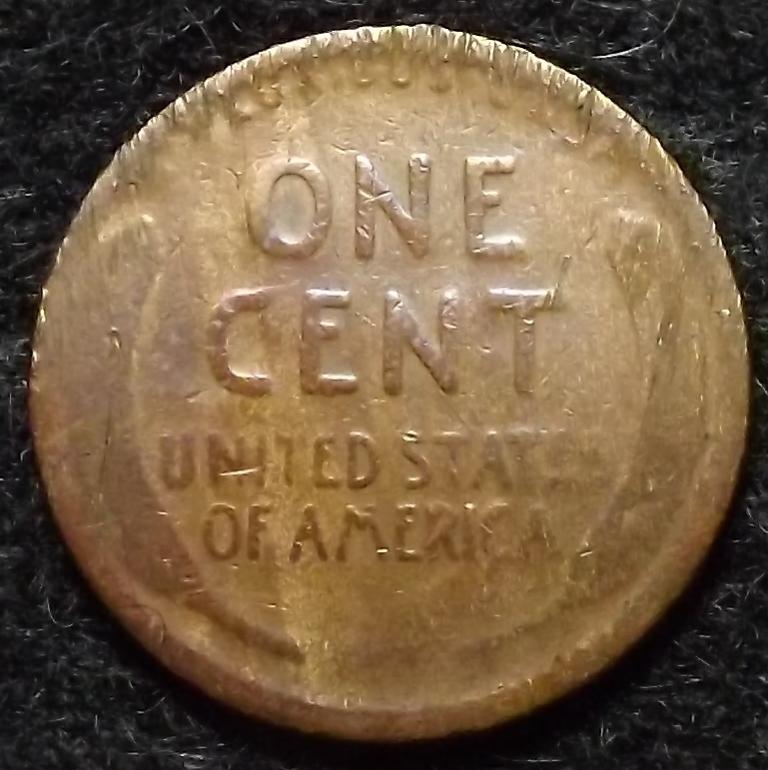 ONE
CENT
UNITED STATES
OF AMERICA